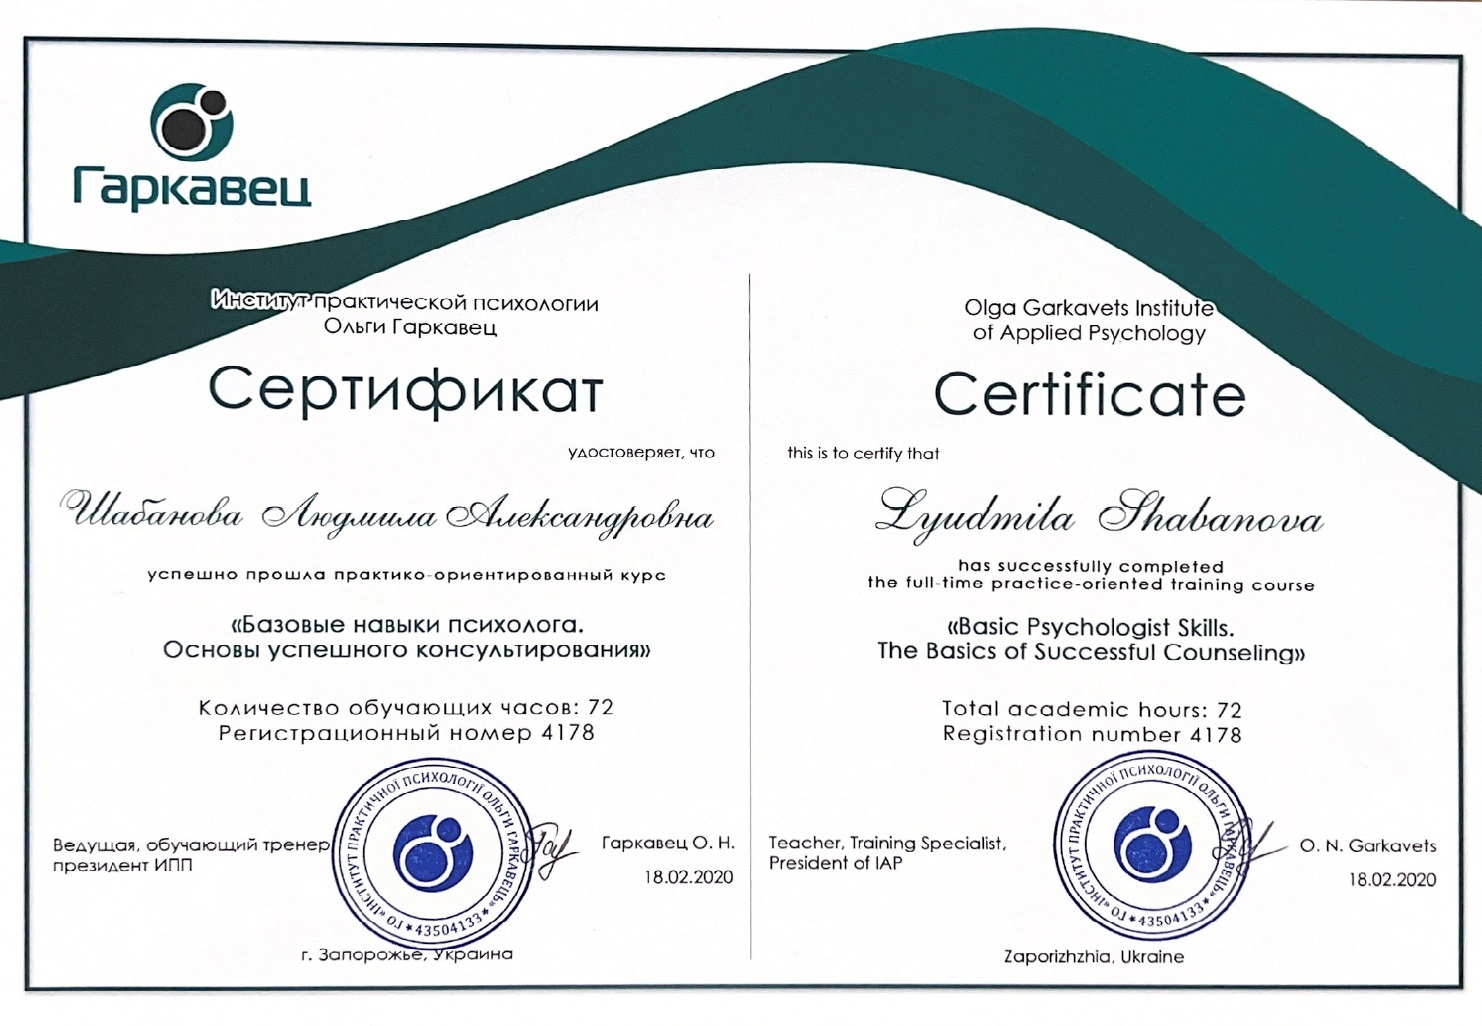 Гаркавец
Институт практической психологии
Ольги Гаркавец
Сертификат
удостоверяет, что
Шабанова Людмила Александровна
успешно прошла практико-ориентированный курс
«Базовые навыки психолога.
Основы успешного консультирования»
Количество обучающих часов: 72
Регистрационный номер 4178
Ведущая, обучающий тренер
президент ИПП
ГО «ІНСТИТУТ ПРАКТИЧНОЇ ПСИХОЛОГІЇ ОЛЬГИ ГАРКАВЕЦЬ»
* 43504133 *
Гаркавец О. Н.
18.02.2020
г. Запорожье, Украина
Olga Garkavets Institute
of Applied Psychology
Certificate
this is to certify that
Lyudmila Shabanova
has successfully completed
the full-time practice-oriented training course
«Basic Psychologist Skills.
The Basics of Successful Counseling»
Total academic hours: 72
Registration number 4178
Teacher, Training Specialist,
President of IAP
ГО «ІНСТИТУТ ПРАКТИЧНОЇ ПСИХОЛОГІЇ ОЛЬГИ ГАРКАВЕЦЬ»
* 43504133 *
O. N. Garkavets
18.02.2020
Zaporizhzhia, Ukraine